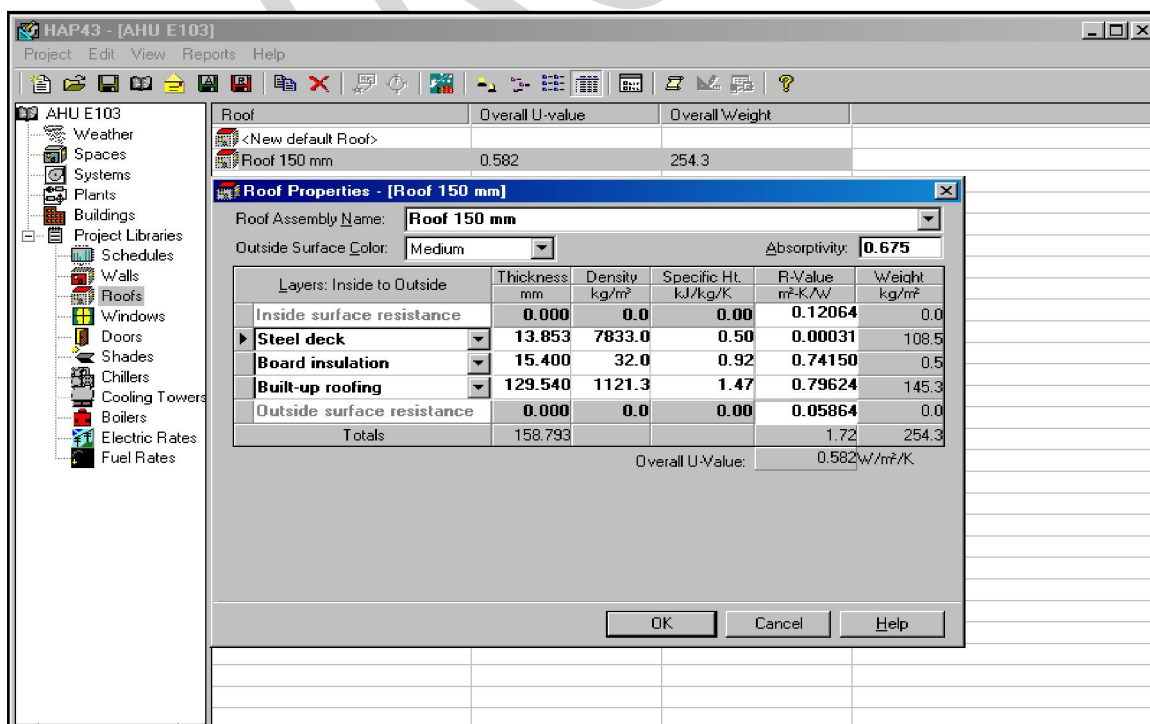 HAP43 - [AHU E103]
Project Edit View Reports Help
AHU E103
Weather
Spaces
Systems
Plants
Buildings
Project Libraries
Schedules
Walls
Roofs
Windows
Doors
Shades
Chillers
Cooling Towers
Boilers
Electric Rates
Fuel Rates
Roof Overall U-value Overall Weight
<New default Roof>
Roof 150 mm 0.582 254.3
Roof Properties - [Roof 150 mm]
Roof Assembly Name: Roof 150 mm
Outside Surface Color: Medium Absorptivity: 0.675
Layers: Inside to Outside Thickness Density Specific Ht. R-Value Weight
mm kg/m³ kJ/kg/K m²-K/W kg/m²
Inside surface resistance 0.000 0.0 0.00 0.12064 0.0
Steel deck 13.853 7833.0 0.50 0.00031 108.5
Board insulation 15.400 32.0 0.92 0.74150 0.5
Built-up roofing 129.540 1121.3 1.47 0.79624 145.3
Outside surface resistance 0.000 0.0 0.00 0.05864 0.0
Totals 158.793 1.72 254.3
Overall U-Value: 0.582 W/m²/K
OK Cancel Help